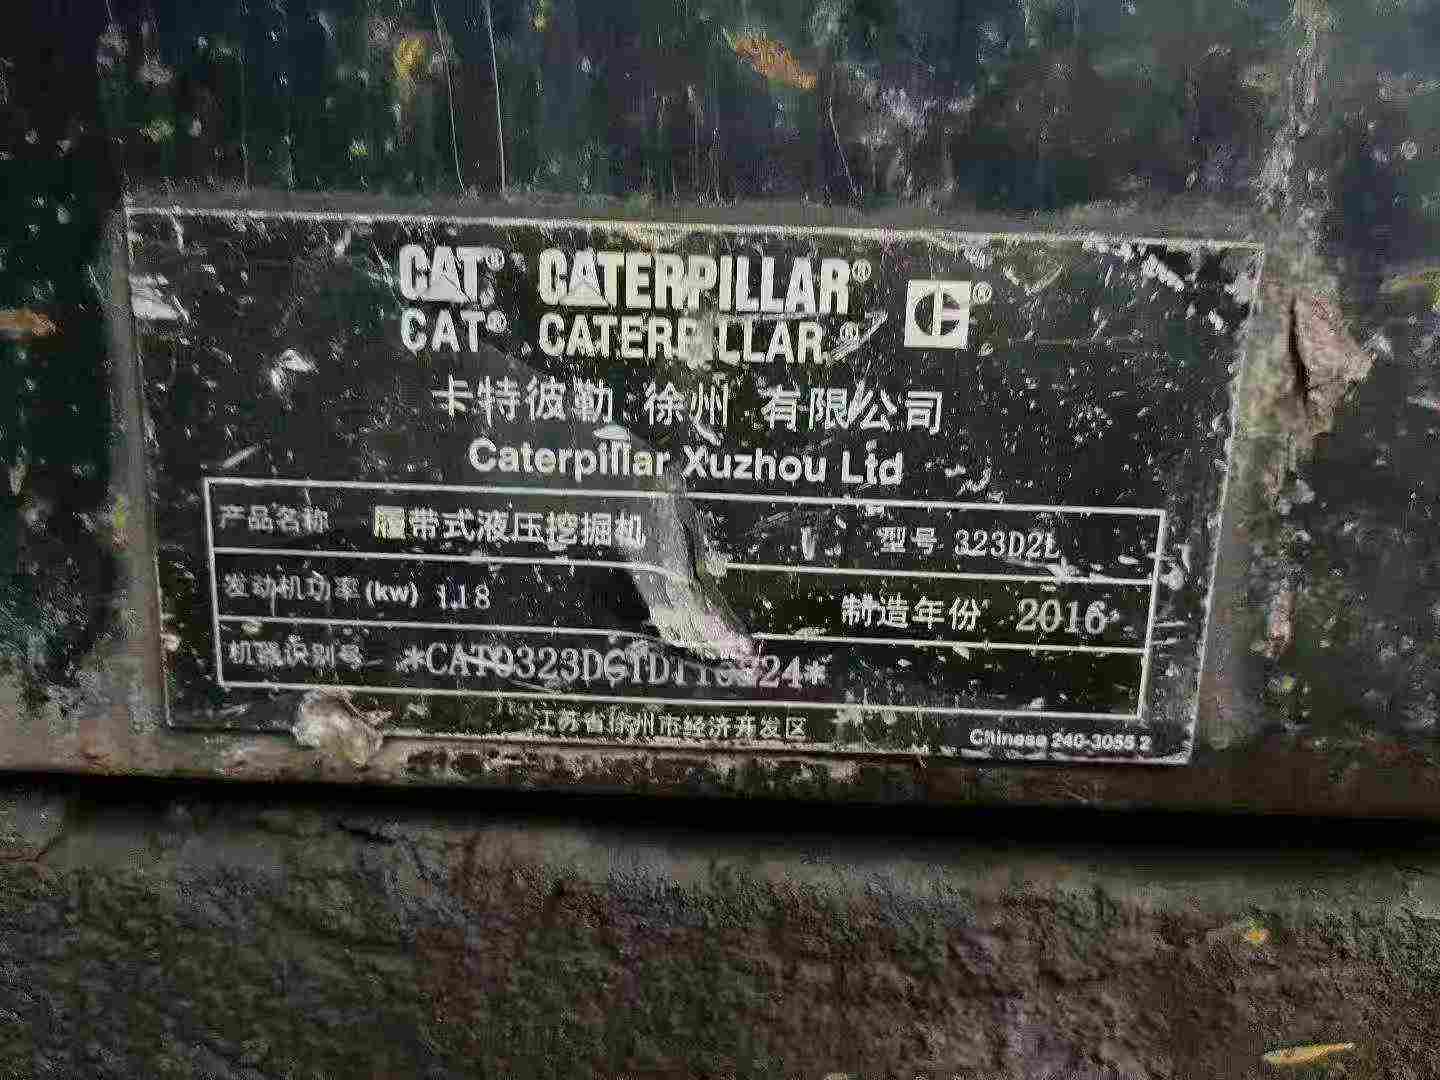 CAT® CATERPILLAR®
CAT® CATERPILLAR®
卡特彼勒 徐州 有限公司
Caterpillar Xuzhou Ltd
产品名称 履带式液压挖掘机 型号 323D2L
发动机功率(kw) 118 制造年份 2016
机器识别号
江苏省徐州市经济开发区
Chinese 240-3055 2